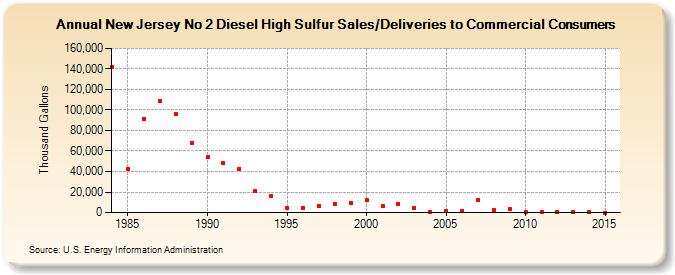 Annual New Jersey No 2 Diesel High Sulfur Sales/Deliveries to Commercial Consumers
Thousand Gallons
160,000
140,000
120,000
100,000
80,000
60,000
40,000
20,000
0
1985 1990 1995 2000 2005 2010 2015
Source: U.S. Energy Information Administration